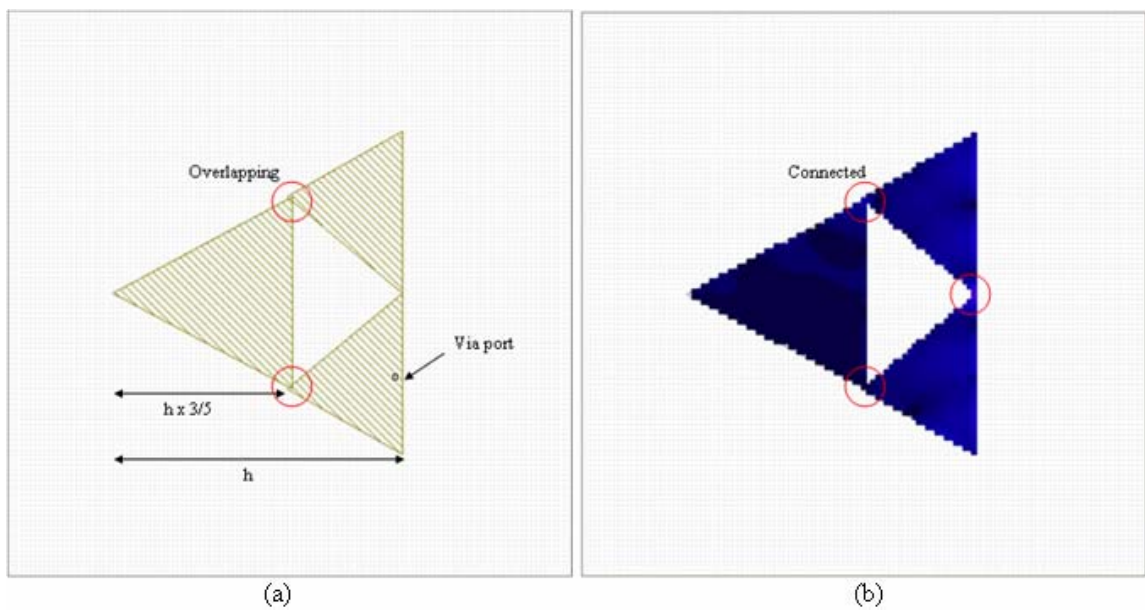 Overlapping
Via port
h x 3/5
h
(a)
Connected
(b)